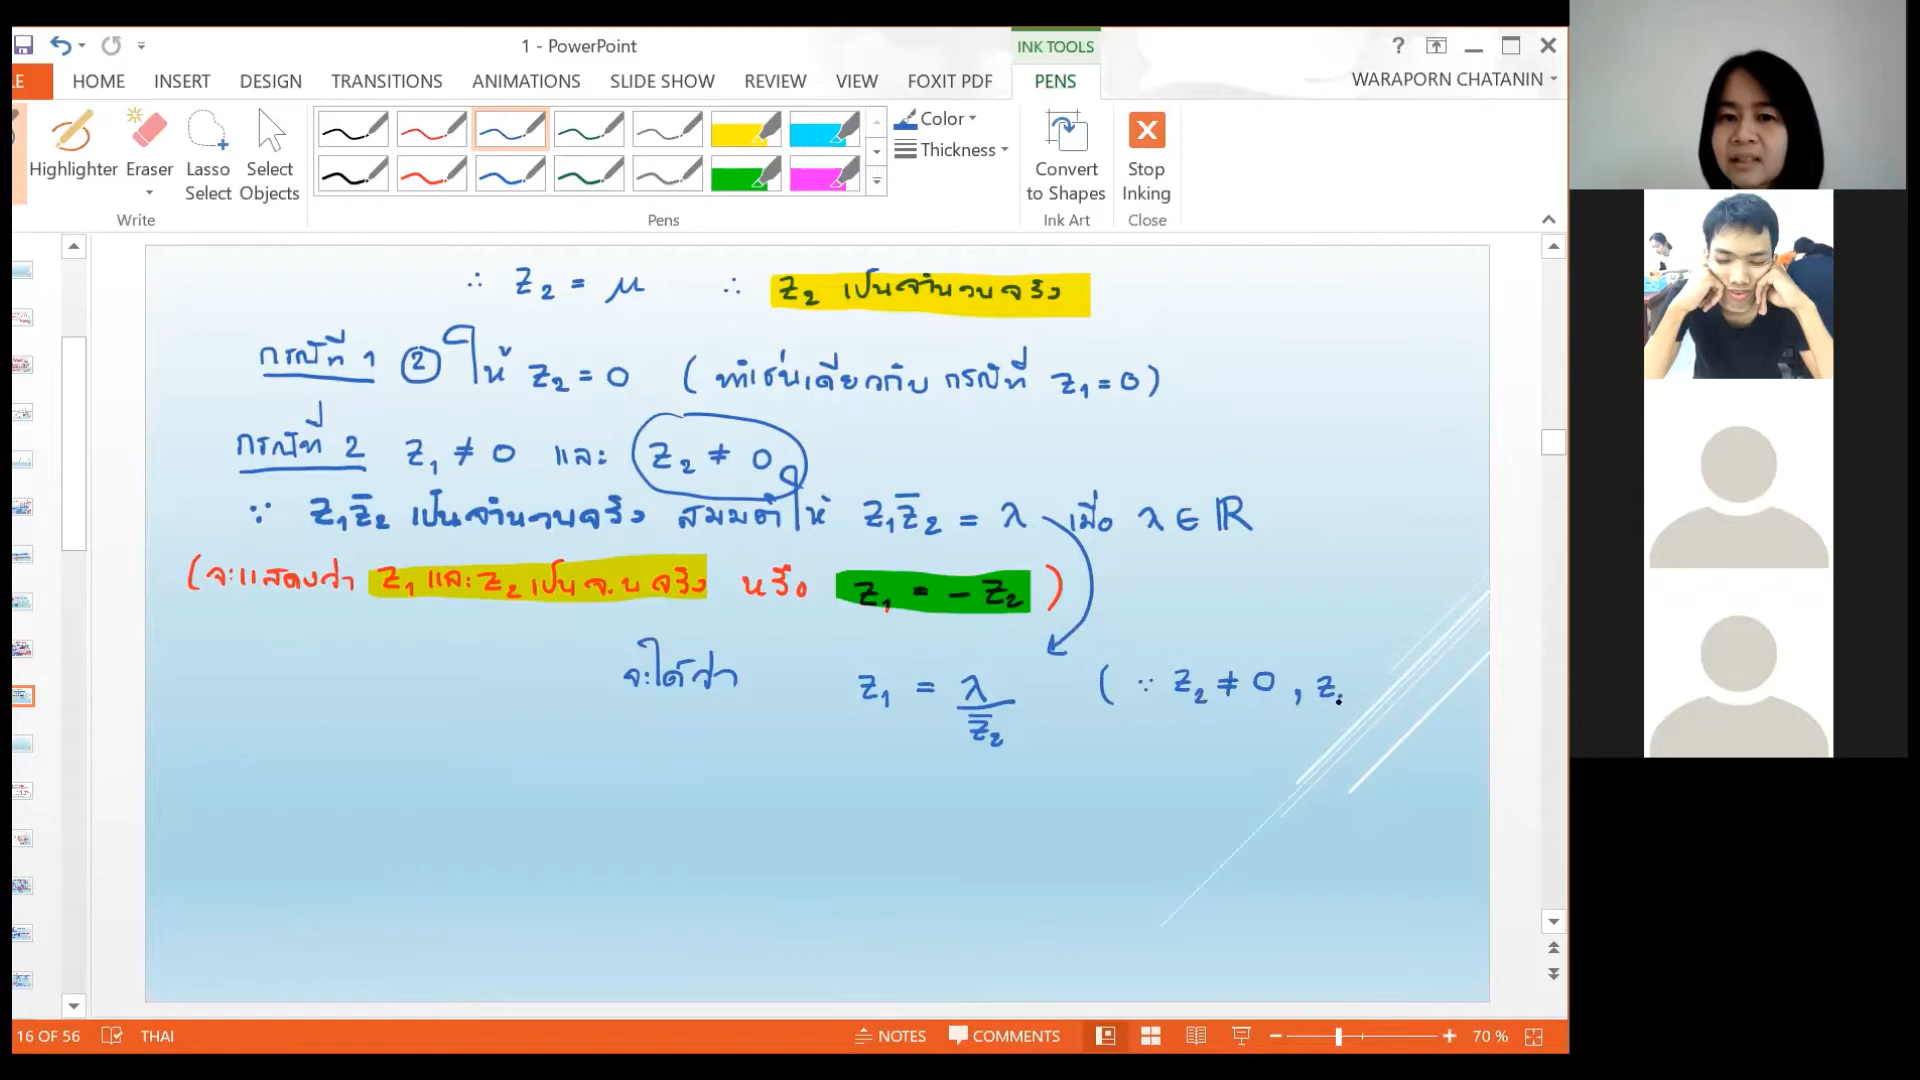 1 - PowerPoint
INK TOOLS
HOME INSERT DESIGN TRANSITIONS ANIMATIONS SLIDE SHOW REVIEW VIEW FOXIT PDF PENS
WARAPORN CHATANIN
Highlighter
Eraser
Lasso Select
Select Objects
Color
Thickness
Convert to Shapes
Stop Inking
Write
Pens
Ink Art
Close
∴ z₂ = μ ∴ z₂ เป็นจำนวนจริง
กรณีที่ 1 ② ให้ z₂ = 0 (ทำเช่นเดียวกับ กรณีที่ z₁ = 0)
กรณีที่ 2 z₁ ≠ 0 และ z₂ ≠ 0
∵ z₁z̄₂ เป็นจำนวนจริง สมมติให้ z₁z̄₂ = λ เมื่อ λ ∈ ℝ
(จะแสดงว่า z₁ และ z₂ เป็น จ.น จริง หรือ z₁ = − z₂)
จะได้ว่า z₁ = λ/z̄₂ (∵ z₂ ≠ 0, z
16 OF 56
THAI
NOTES
COMMENTS
70 %